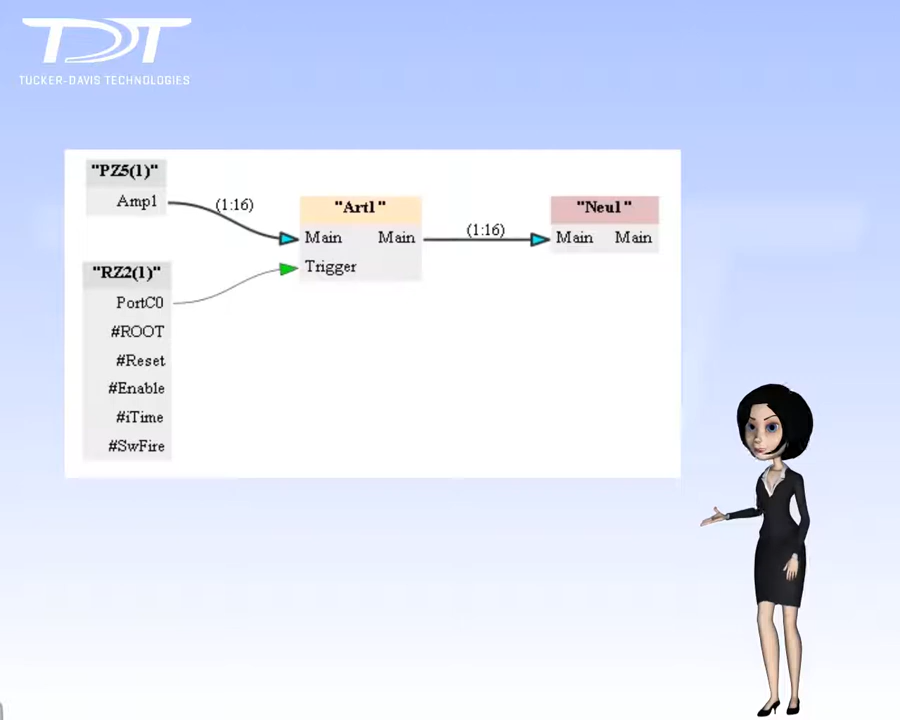 TDT
TUCKER-DAVIS TECHNOLOGIES
"PZ5(1)"
Amp1
(1:16)
"Art1"
Main Main
Trigger
(1:16)
"Neu1"
Main Main
"RZ2(1)"
PortC0
#ROOT
#Reset
#Enable
#iTime
#SwFire